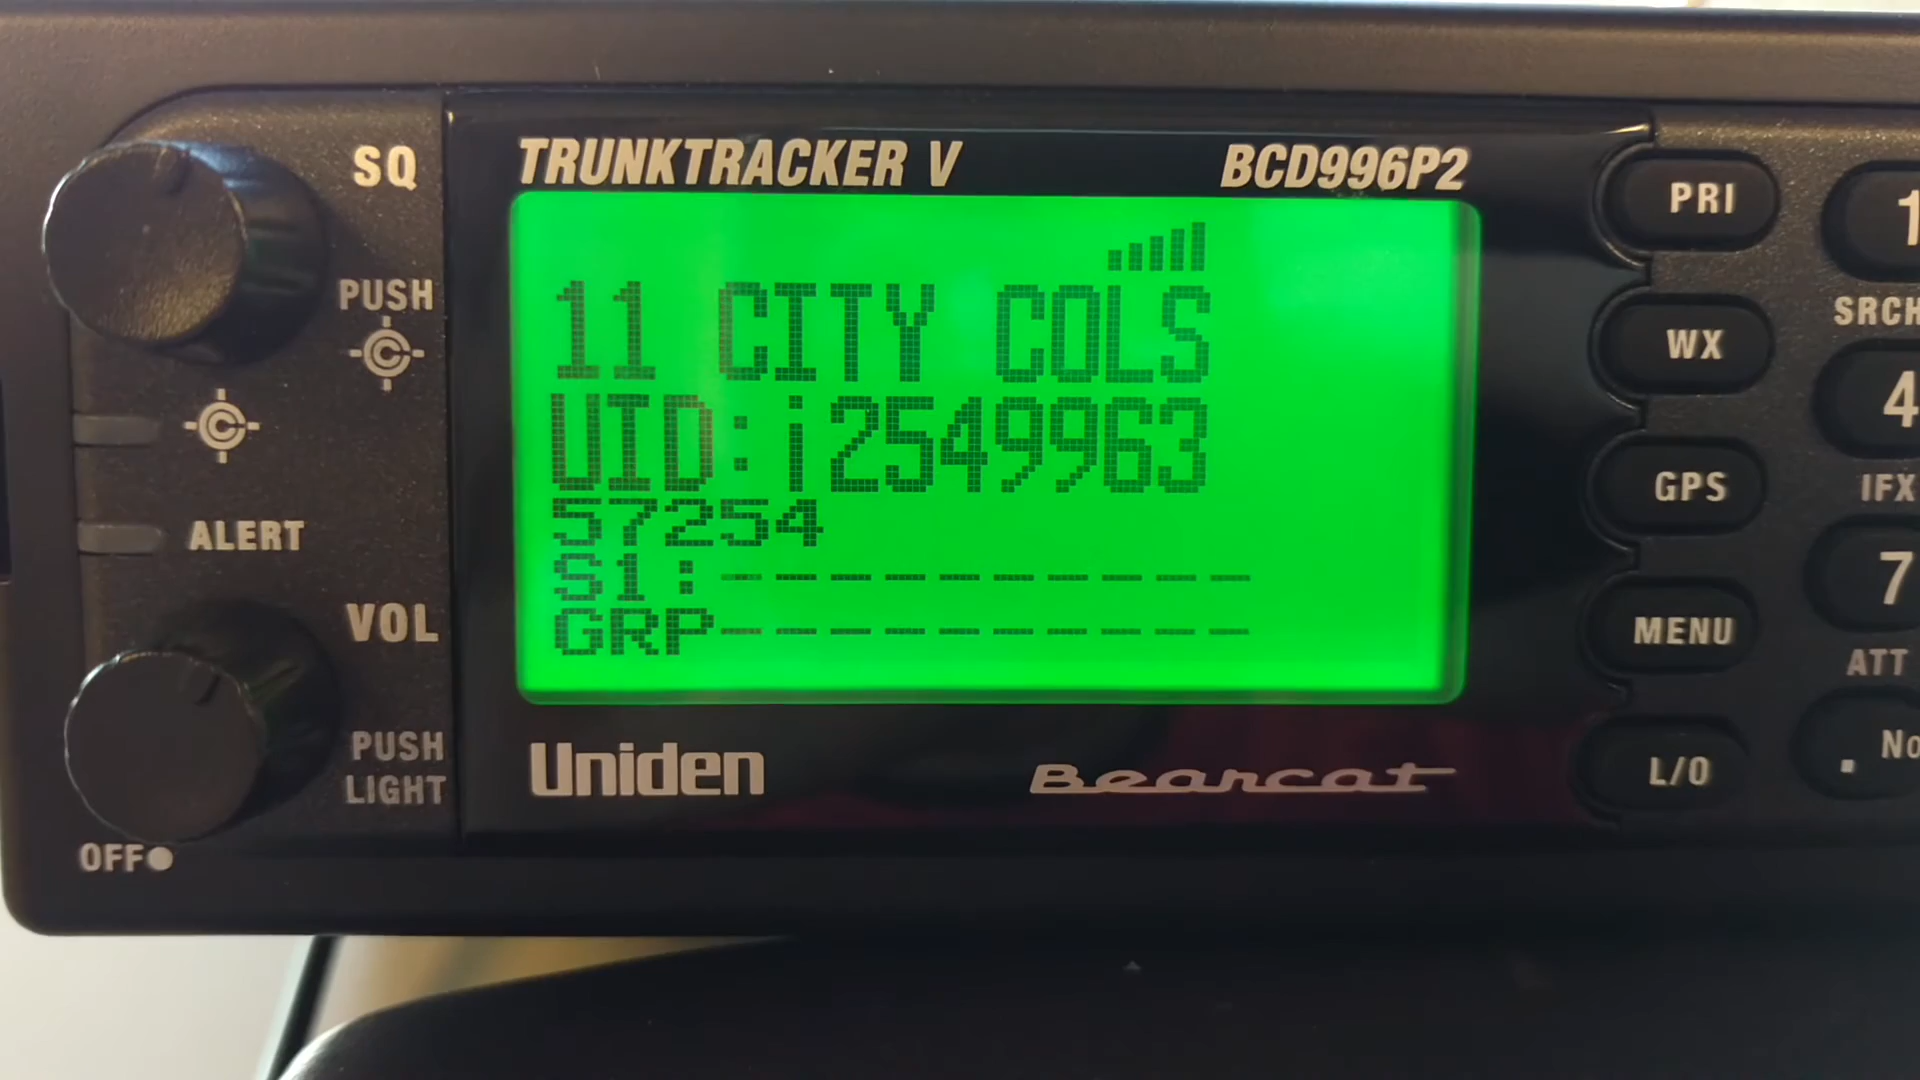 SQ
TRUNKTRACKER V
BCD996P2
PRI
1
11 CITY COLS
PUSH
SRCH
WX
UID:i2549963
4
57254
GPS
IFX
ALERT
S1:----------
7
VOL
GRP----------
MENU
ATT
PUSH
LIGHT
Uniden
Bearcat
L/O
. No
OFF